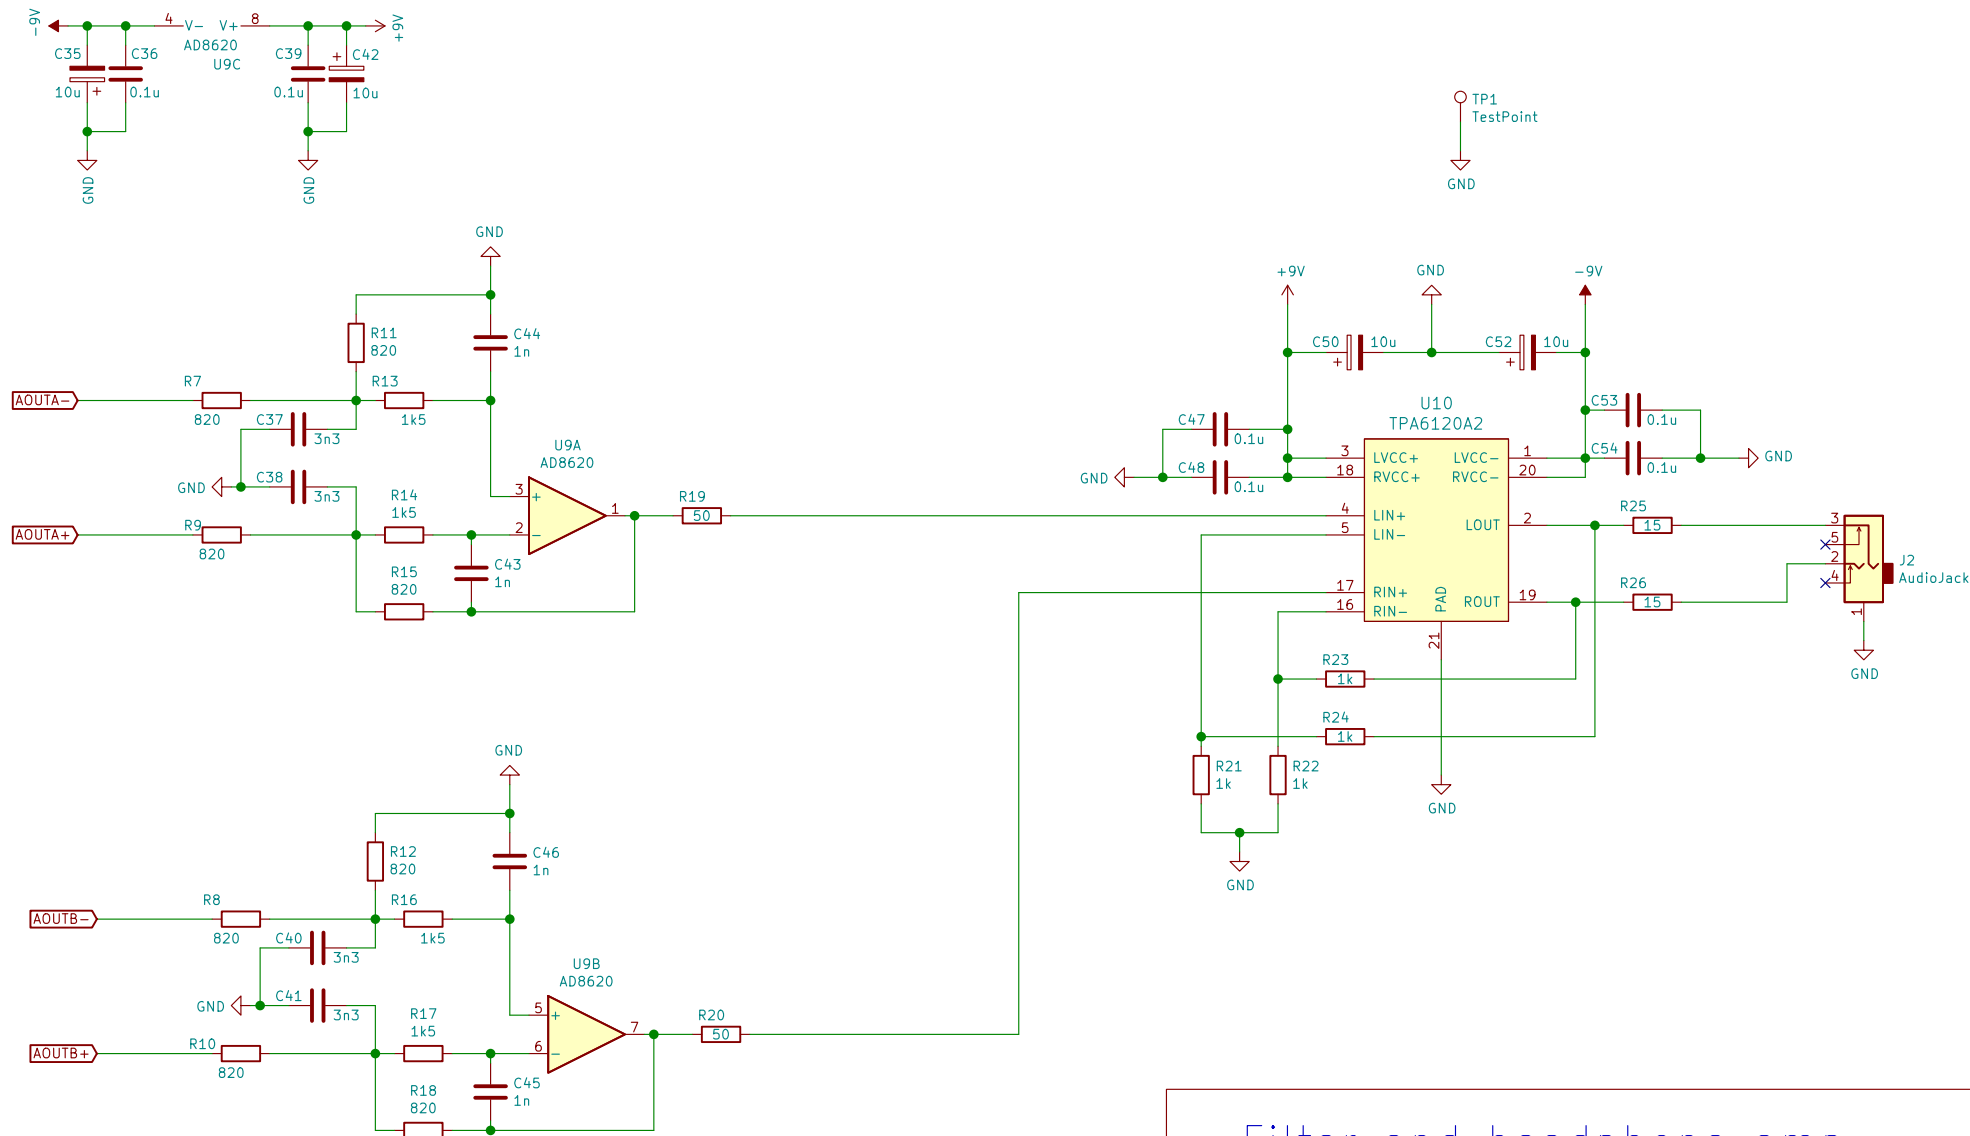 -9V
4
V-
V+
8
+9V
AD8620
U9C
C35
C36
10u
+
0.1u
C39
+
C42
0.1u
10u
GND
GND
TP1
TestPoint
GND
GND
R11
820
C44
1n
AOUTA-
R7
820
R13
1k5
C37
3n3
GND
C38
3n3
AOUTA+
R9
820
R14
1k5
R15
820
C43
1n
U9A
AD8620
3
+
2
-
1
R19
50
+9V
GND
-9V
C50
10u
+
C52
10u
+
C47
0.1u
C48
0.1u
GND
C53
0.1u
C54
0.1u
GND
U10
TPA6120A2
3
LVCC+
LVCC-
1
18
RVCC+
RVCC-
20
4
LIN+
5
LIN-
LOUT
2
17
RIN+
16
RIN-
ROUT
19
PAD
21
R25
15
R26
15
3
5
2
4
1
J2
AudioJack
GND
R23
1k
R24
1k
R21
1k
R22
1k
GND
GND
GND
R12
820
C46
1n
AOUTB-
R8
820
R16
1k5
C40
3n3
GND
C41
3n3
AOUTB+
R10
820
R17
1k5
R18
820
C45
1n
U9B
AD8620
5
+
6
-
7
R20
50
Filter and headphone amp